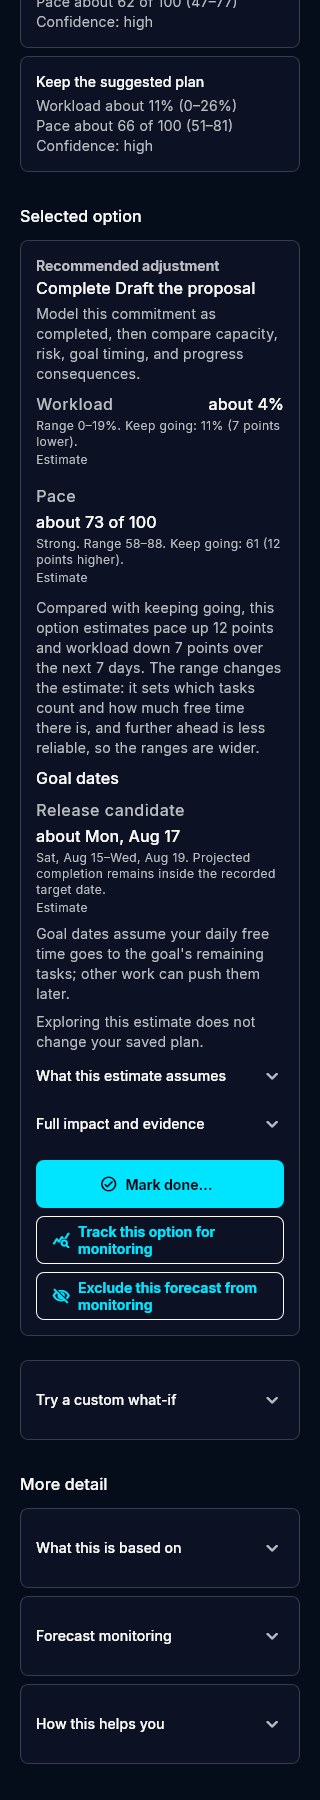 Pace about 62 of 100 (47–77)
Confidence: high
Keep the suggested plan
Workload about 11% (0–26%)
Pace about 66 of 100 (51–81)
Confidence: high
Selected option
Recommended adjustment
Complete Draft the proposal
Model this commitment as
completed, then compare capacity,
risk, goal timing, and progress
consequences.
Workload about 4%
Range 0–19%. Keep going: 11% (7 points
lower).
Estimate
Pace
about 73 of 100
Strong. Range 58–88. Keep going: 61 (12
points higher).
Estimate
Compared with keeping going, this
option estimates pace up 12 points
and workload down 7 points over
the next 7 days. The range changes
the estimate: it sets which tasks
count and how much free time
there is, and further ahead is less
reliable, so the ranges are wider.
Goal dates
Release candidate
about Mon, Aug 17
Sat, Aug 15–Wed, Aug 19. Projected
completion remains inside the recorded
target date.
Estimate
Goal dates assume your daily free
time goes to the goal's remaining
tasks; other work can push them
later.
Exploring this estimate does not
change your saved plan.
What this estimate assumes
Full impact and evidence
Mark done…
Track this option for
monitoring
Exclude this forecast from
monitoring
Try a custom what-if
More detail
What this is based on
Forecast monitoring
How this helps you